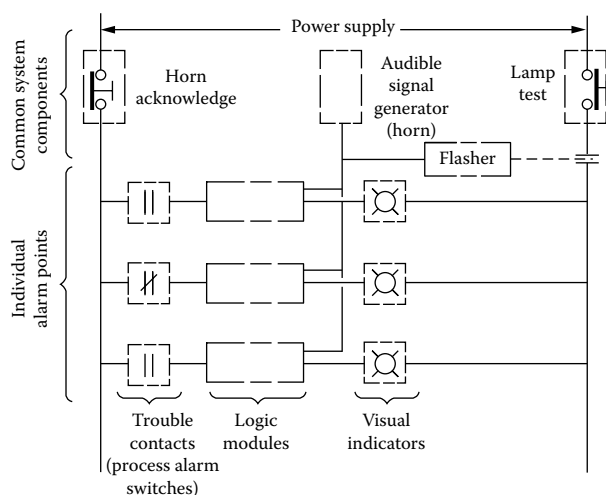 Power supply
Common system
components
Horn
acknowledge
Audible
signal
generator
(horn)
Lamp
test
Flasher
Individual
alarm points
Trouble
contacts
(process alarm
switches)
Logic
modules
Visual
indicators